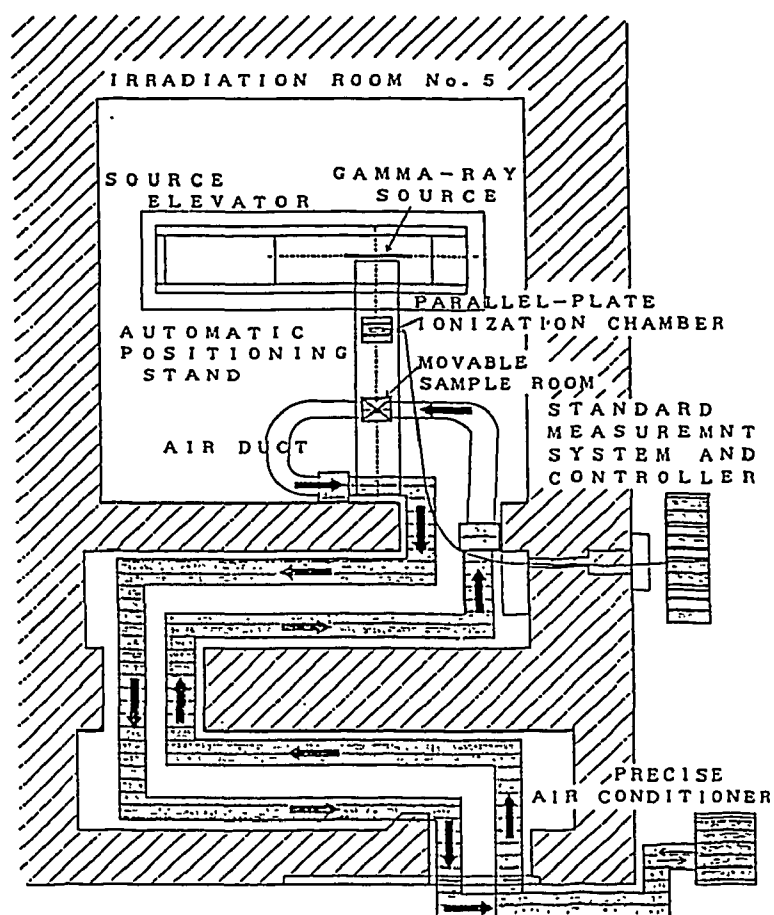 IRRADIATION ROOM No. 5
GAMMA-RAY
SOURCE
SOURCE
ELEVATOR
PARALLEL-PLATE
IONIZATION CHAMBER
AUTOMATIC
POSITIONING
STAND
MOVABLE
SAMPLE ROOM
STANDARD
MEASUREMNT
SYSTEM AND
CONTROLLER
AIR DUCT
PRECISE
AIR CONDITIONER